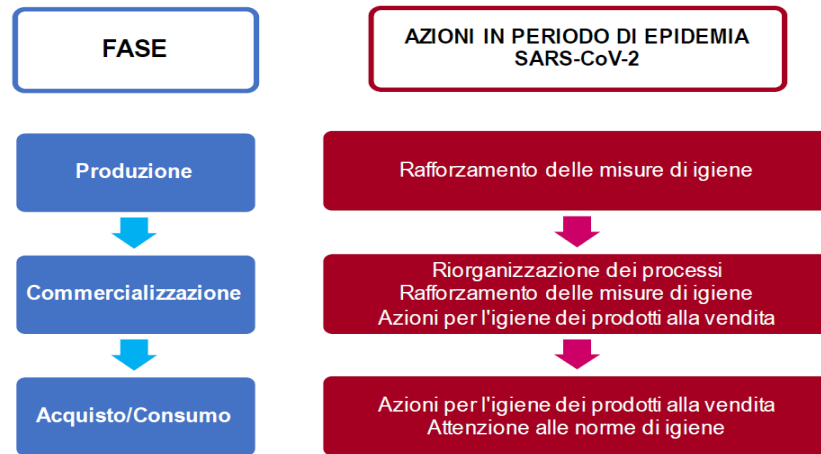 FASE
AZIONI IN PERIODO DI EPIDEMIA
SARS-CoV-2
Produzione
Rafforzamento delle misure di igiene
Commercializzazione
Riorganizzazione dei processi
Rafforzamento delle misure di igiene
Azioni per l'igiene dei prodotti alla vendita
Acquisto/Consumo
Azioni per l'igiene dei prodotti alla vendita
Attenzione alle norme di igiene